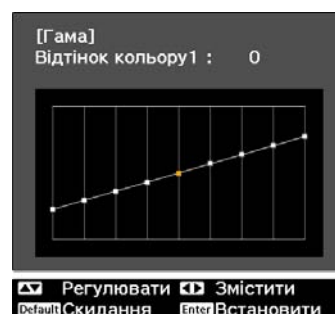 [Гама]
Відтінок кольору1 : 0
Регулювати Змістити
Default Скидання Enter Встановити